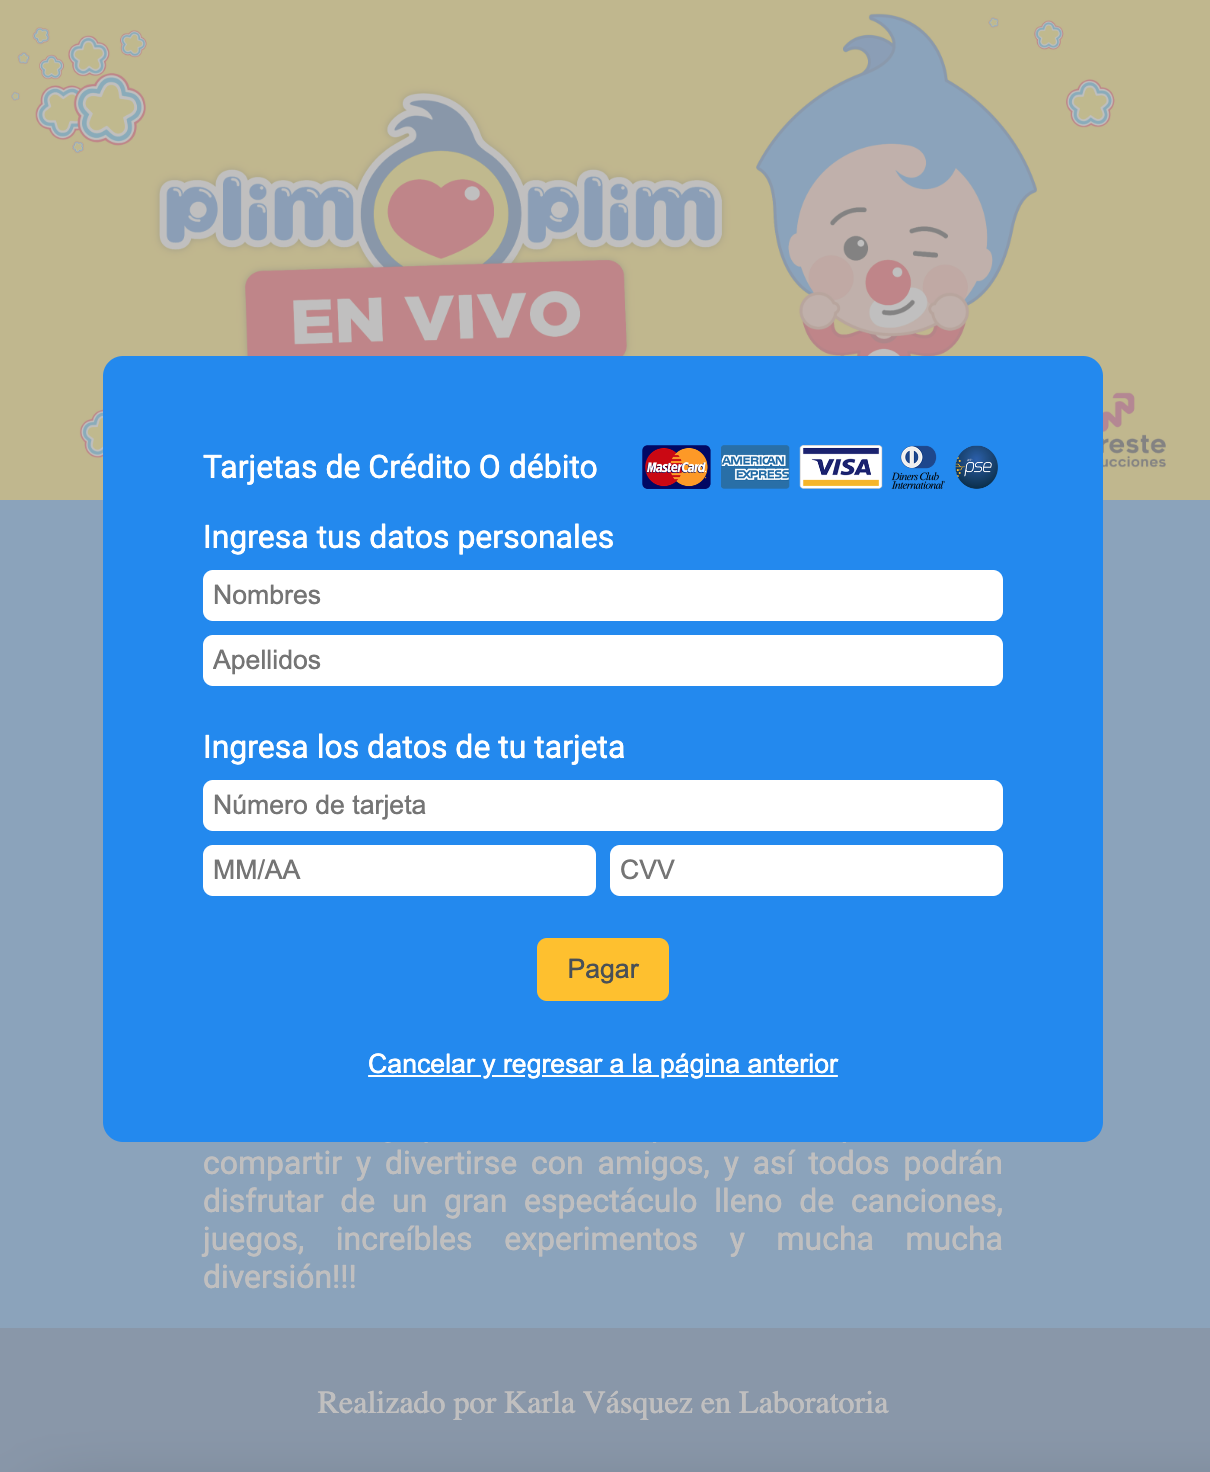 plim plim
EN VIVO
reste
ucciones
Tarjetas de Crédito O débito
MasterCard
AMERICAN
EXPRESS
VISA
Diners Club
International
pse
Ingresa tus datos personales
Nombres
Apellidos
Ingresa los datos de tu tarjeta
Número de tarjeta
MM/AA
CVV
Pagar
Cancelar y regresar a la página anterior
compartir y divertirse con amigos, y así todos podrán
disfrutar de un gran espectáculo lleno de canciones,
juegos, increíbles experimentos y mucha mucha
diversión!!!
Realizado por Karla Vásquez en Laboratoria